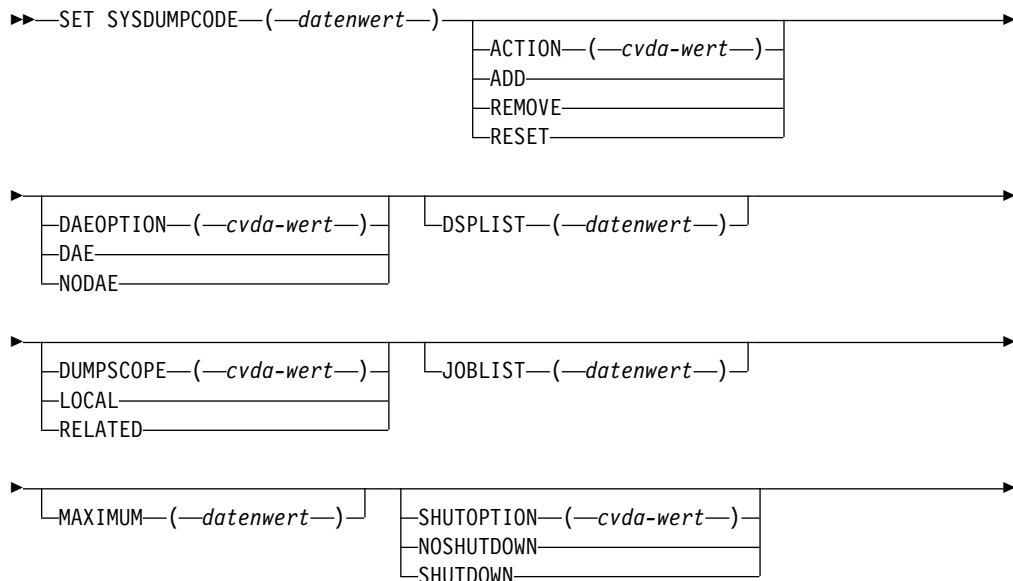 SET SYSDUMPCODE ( datenwert )
ACTION ( cvda-wert )
ADD
REMOVE
RESET
DAEOPTION ( cvda-wert )
DAE
NODAE
DSPLIST ( datenwert )
DUMPSCOPE ( cvda-wert )
LOCAL
RELATED
JOBLIST ( datenwert )
MAXIMUM ( datenwert )
SHUTOPTION ( cvda-wert )
NOSHUTDOWN
SHUTDOWN